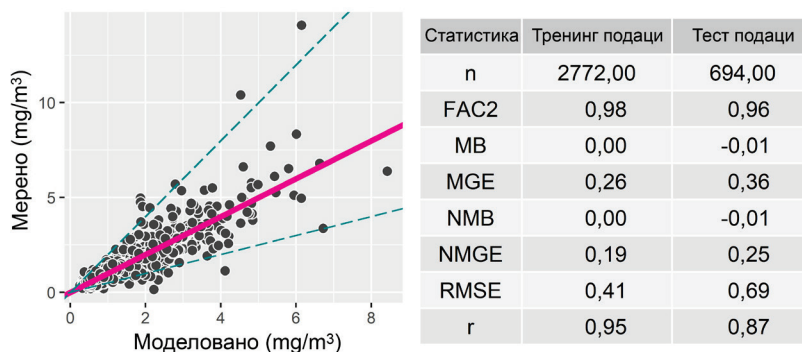 Мерено (mg/m³)
10
5
0
0 2 4 6 8
Моделовано (mg/m³)
Статистика Тренинг подаци Тест подаци
n 2772,00 694,00
FAC2 0,98 0,96
MB 0,00 -0,01
MGE 0,26 0,36
NMB 0,00 -0,01
NMGE 0,19 0,25
RMSE 0,41 0,69
r 0,95 0,87